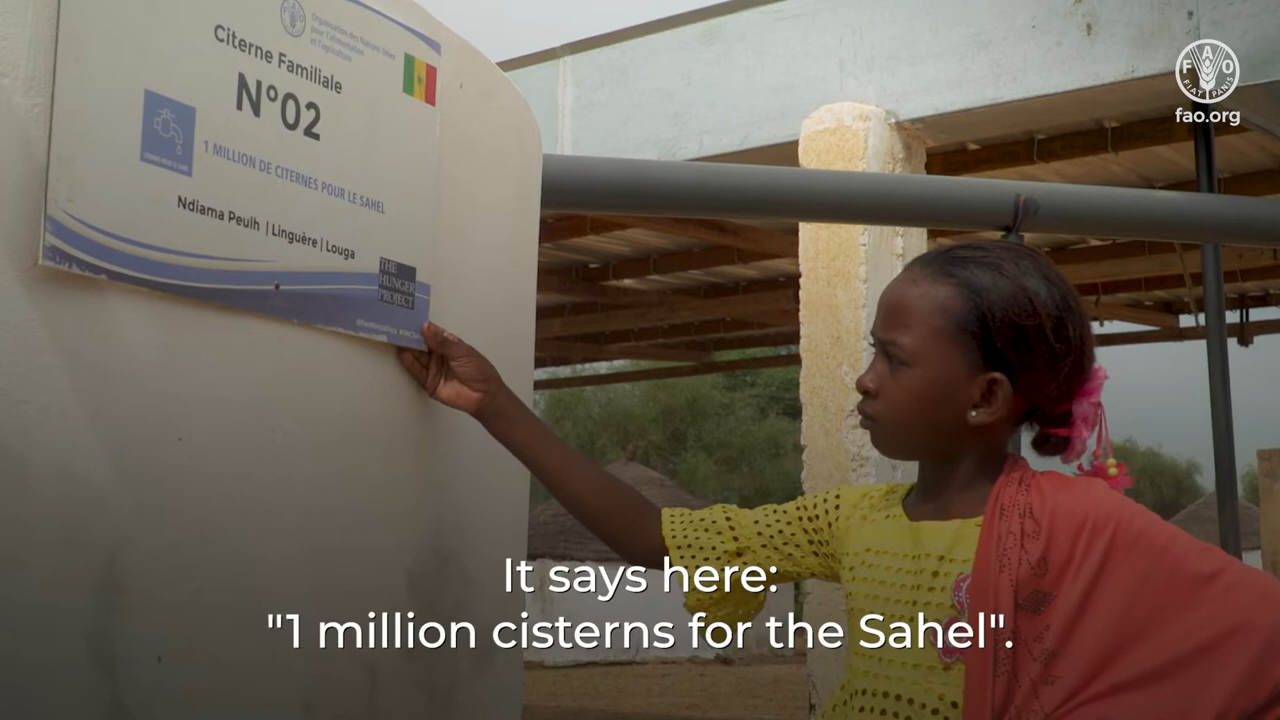 FAO
FIAT PANIS
fao.org
Organisation des Nations Unies
pour l'alimentation
et l'agriculture
Citerne Familiale
N°02
1 MILLION DE CITERNES POUR LE SAHEL
Ndiama Peulh | Linguère | Louga
THE
HUNGER
PROJECT
It says here:
"1 million cisterns for the Sahel".